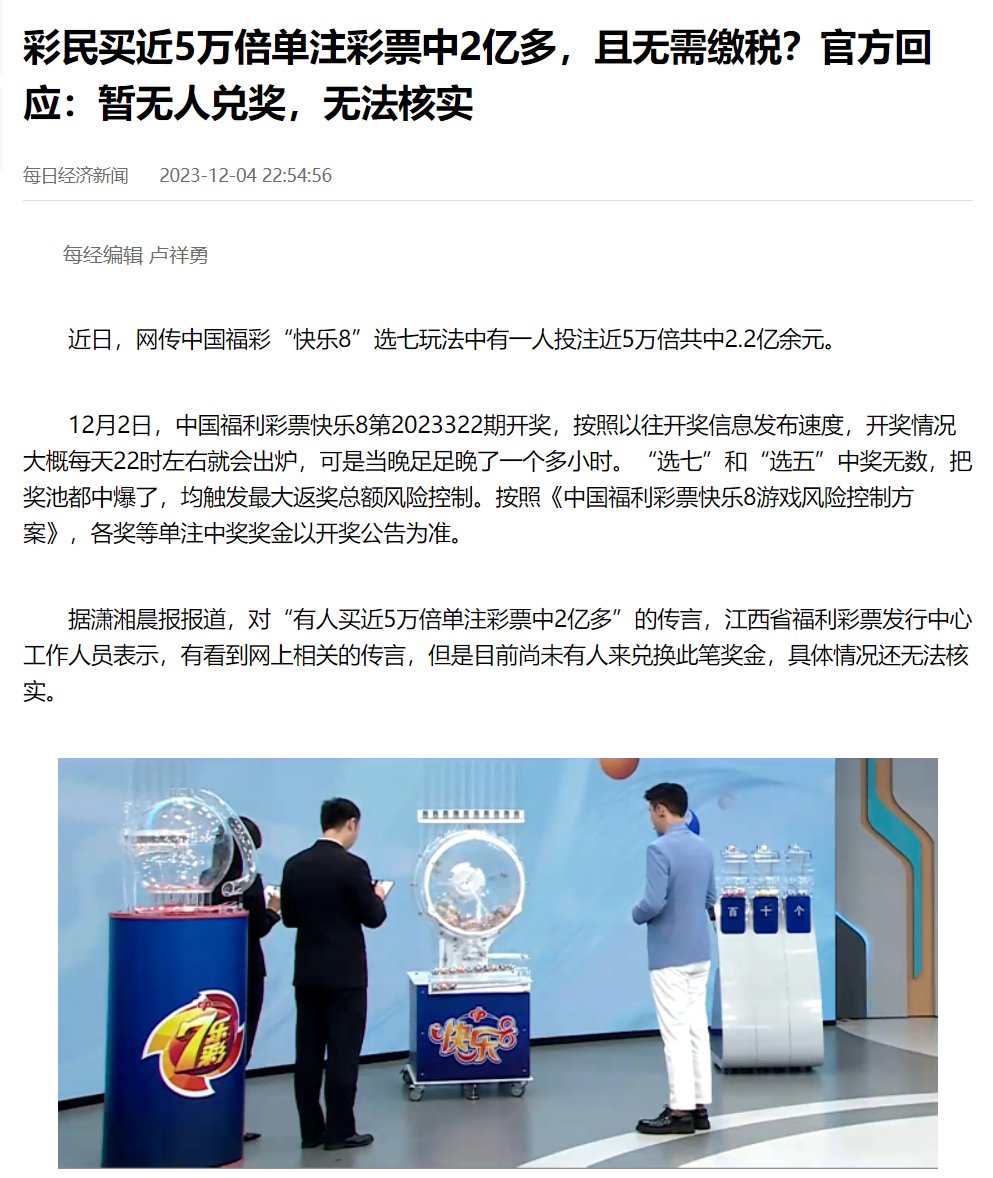 彩民买近5万倍单注彩票中2亿多，且无需缴税？官方回
应：暂无人兑奖，无法核实
每日经济新闻 2023-12-04 22:54:56
每经编辑 卢祥勇
近日，网传中国福彩“快乐8”选七玩法中有一人投注近5万倍共中2.2亿余元。
12月2日，中国福利彩票快乐8第2023322期开奖，按照以往开奖信息发布速度，开奖情况
大概每天22时左右就会出炉，可是当晚足足晚了一个多小时。“选七”和“选五”中奖无数，把
奖池都中爆了，均触发最大返奖总额风险控制。按照《中国福利彩票快乐8游戏风险控制方
案》，各奖等单注中奖奖金以开奖公告为准。
据潇湘晨报报道，对“有人买近5万倍单注彩票中2亿多”的传言，江西省福利彩票发行中心
工作人员表示，有看到网上相关的传言，但是目前尚未有人来兑换此笔奖金，具体情况还无法核
实。
7乐彩
快乐8
百 十 个